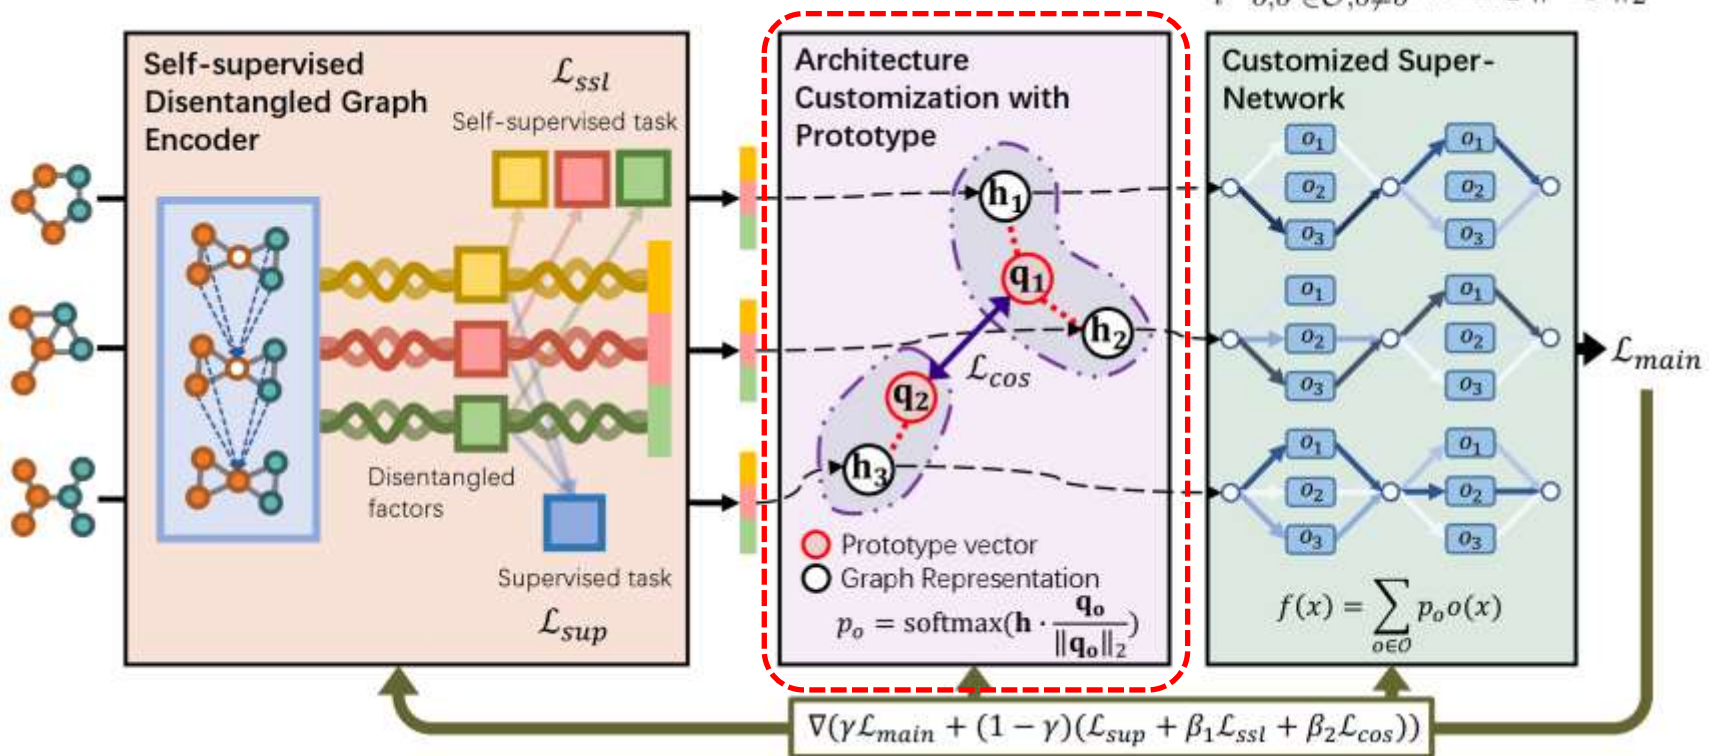 Self-supervised
Disentangled Graph
Encoder
ℒ_ssl
Self-supervised task
Disentangled
factors
Supervised task
ℒ_sup
Architecture
Customization with
Prototype
h₁
q₁
h₂
ℒ_cos
q₂
h₃
Prototype vector
Graph Representation
p_o = softmax(h · q_o / ‖q_o‖₂)
Customized Super-
Network
o₁ o₁
o₂ o₂
o₃ o₃
o₁ o₁
o₂ o₂
o₃ o₃
o₁ o₁
o₂ o₂
o₃ o₃
f(x) = ∑_{o∈𝒪} p_o o(x)
ℒ_main
∇(γℒ_main + (1 − γ)(ℒ_sup + β₁ℒ_ssl + β₂ℒ_cos))